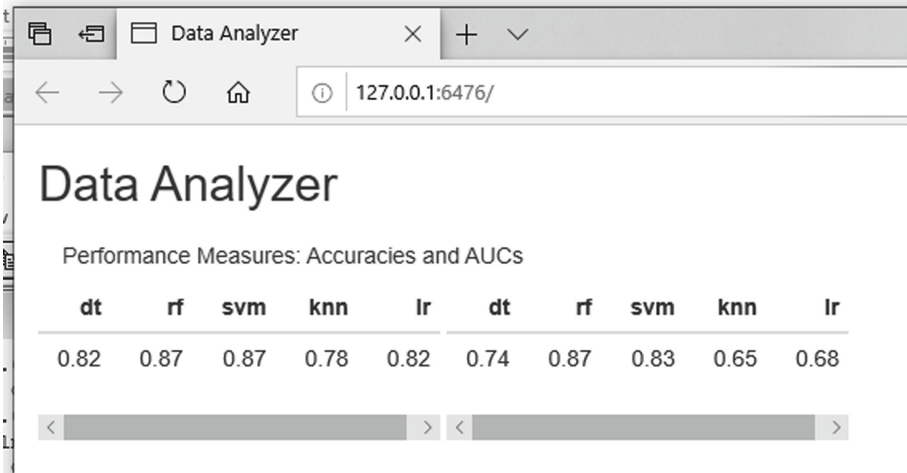 Data Analyzer
127.0.0.1:6476/
Data Analyzer
Performance Measures: Accuracies and AUCs
dt rf svm knn lr dt rf svm knn lr
0.82 0.87 0.87 0.78 0.82 0.74 0.87 0.83 0.65 0.68